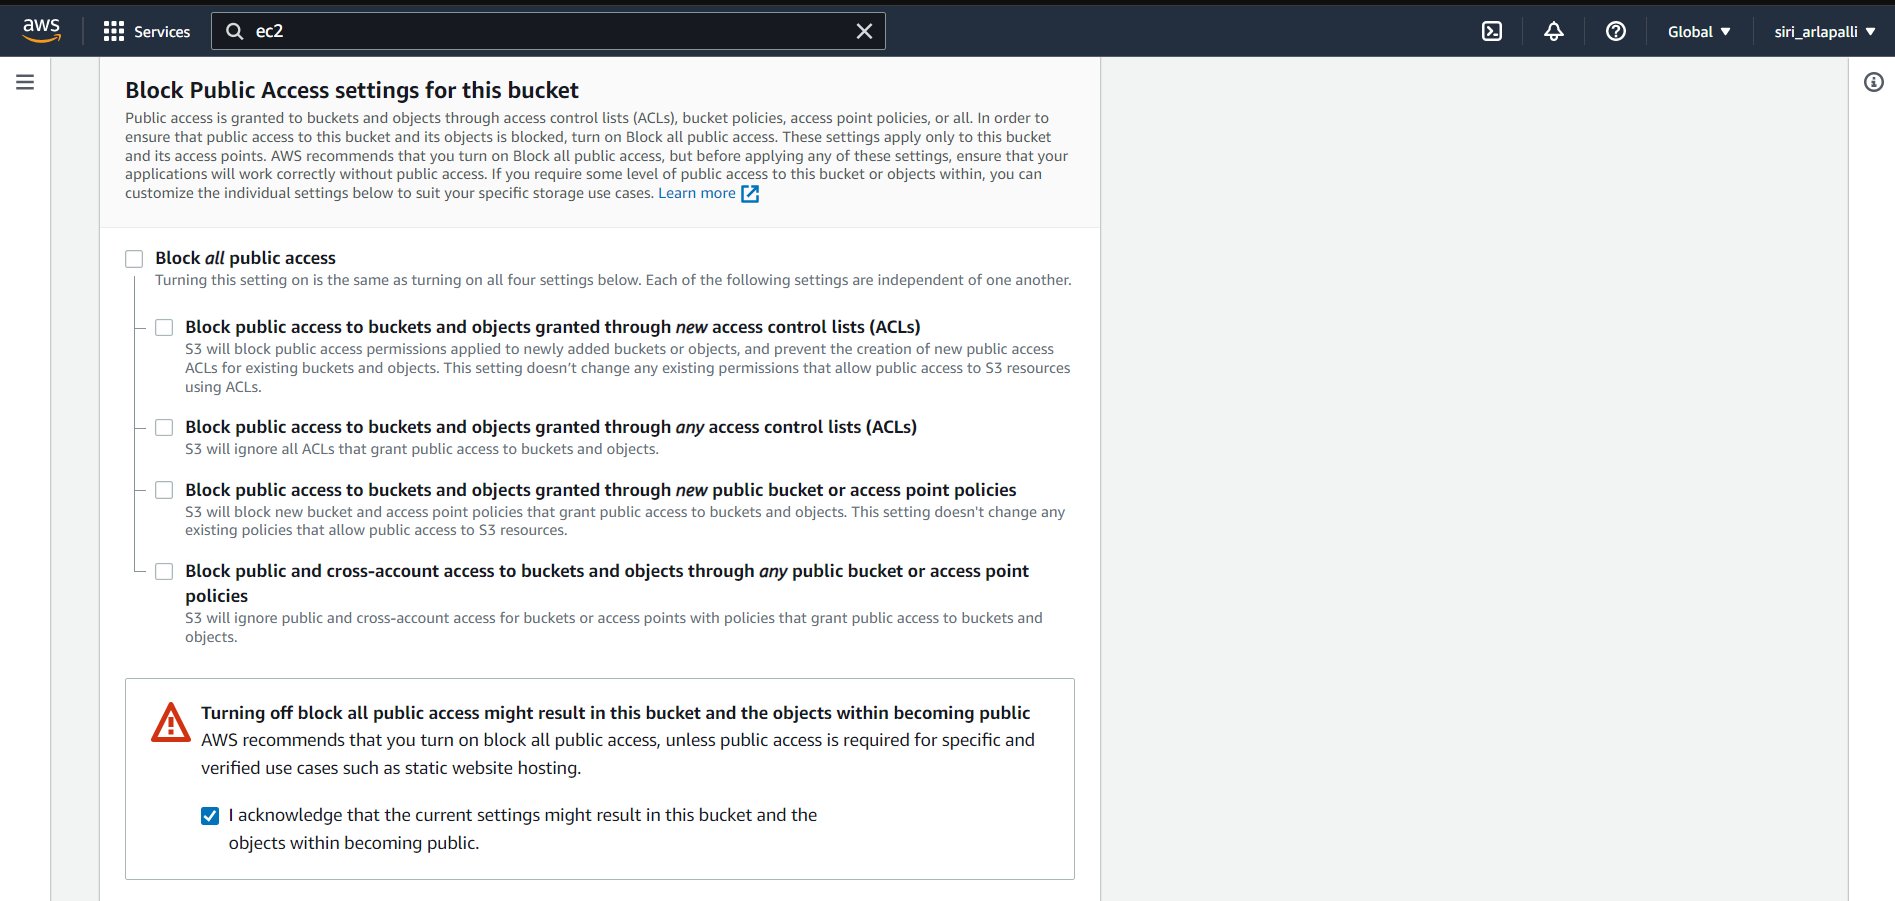 aws
Services
ec2
Global
siri_arlapalli
Block Public Access settings for this bucket
Public access is granted to buckets and objects through access control lists (ACLs), bucket policies, access point policies, or all. In order to
ensure that public access to this bucket and its objects is blocked, turn on Block all public access. These settings apply only to this bucket
and its access points. AWS recommends that you turn on Block all public access, but before applying any of these settings, ensure that your
applications will work correctly without public access. If you require some level of public access to this bucket or objects within, you can
customize the individual settings below to suit your specific storage use cases. Learn more
Block all public access
Turning this setting on is the same as turning on all four settings below. Each of the following settings are independent of one another.
Block public access to buckets and objects granted through new access control lists (ACLs)
S3 will block public access permissions applied to newly added buckets or objects, and prevent the creation of new public access
ACLs for existing buckets and objects. This setting doesn’t change any existing permissions that allow public access to S3 resources
using ACLs.
Block public access to buckets and objects granted through any access control lists (ACLs)
S3 will ignore all ACLs that grant public access to buckets and objects.
Block public access to buckets and objects granted through new public bucket or access point policies
S3 will block new bucket and access point policies that grant public access to buckets and objects. This setting doesn't change any
existing policies that allow public access to S3 resources.
Block public and cross-account access to buckets and objects through any public bucket or access point
policies
S3 will ignore public and cross-account access for buckets or access points with policies that grant public access to buckets and
objects.
Turning off block all public access might result in this bucket and the objects within becoming public
AWS recommends that you turn on block all public access, unless public access is required for specific and
verified use cases such as static website hosting.
I acknowledge that the current settings might result in this bucket and the
objects within becoming public.